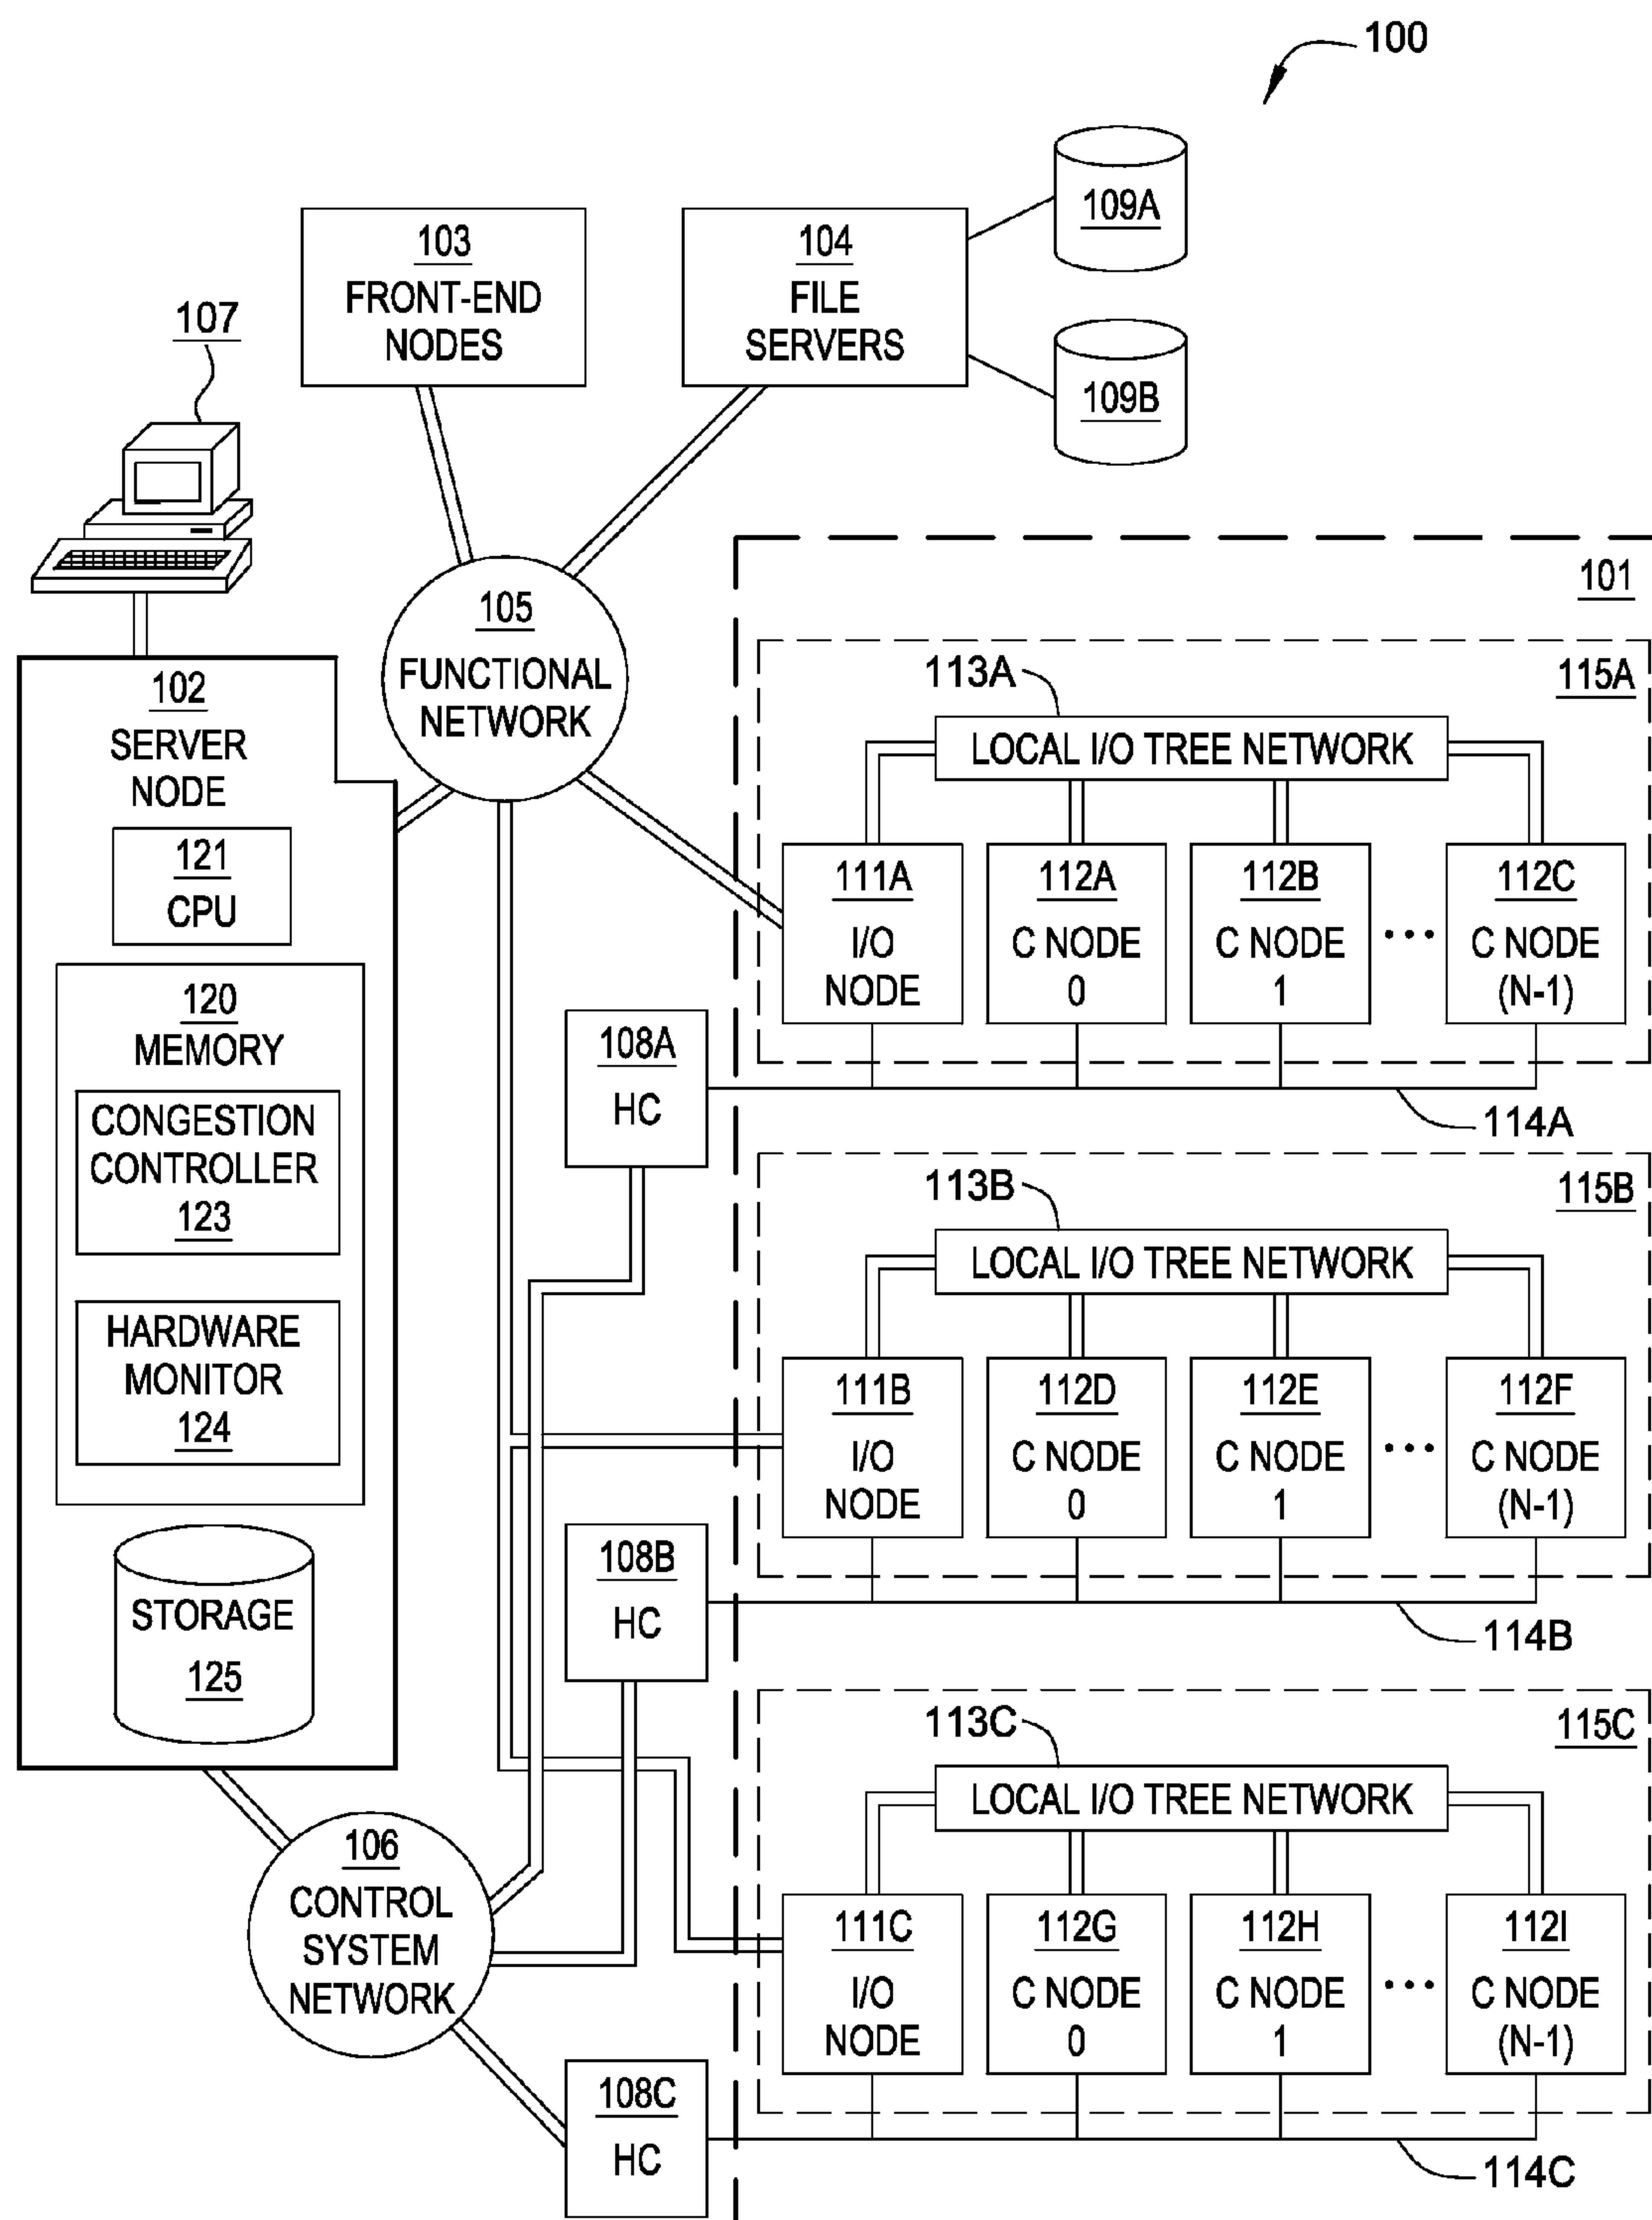 100
109A
103
FRONT-END
NODES
104
FILE
SERVERS
109B
107
101
105
FUNCTIONAL
NETWORK
102
SERVER
NODE
121
CPU
120
MEMORY
CONGESTION
CONTROLLER
123
HARDWARE
MONITOR
124
STORAGE
125
106
CONTROL
SYSTEM
NETWORK
108A
HC
108B
HC
108C
HC
113A
115A
LOCAL I/O TREE NETWORK
111A
I/O
NODE
112A
C NODE
0
112B
C NODE
1
...
112C
C NODE
(N-1)
114A
113B
115B
LOCAL I/O TREE NETWORK
111B
I/O
NODE
112D
C NODE
0
112E
C NODE
1
...
112F
C NODE
(N-1)
114B
113C
115C
LOCAL I/O TREE NETWORK
111C
I/O
NODE
112G
C NODE
0
112H
C NODE
1
...
112I
C NODE
(N-1)
114C